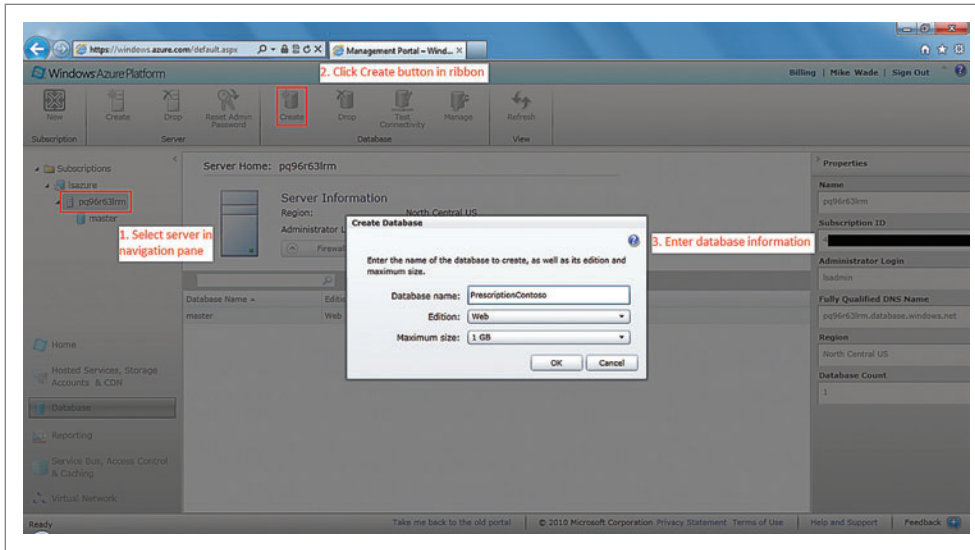 https://windows.azure.com/default.aspx
Management Portal – Wind...
Windows Azure Platform
2. Click Create button in ribbon
Billing | Mike Wade | Sign Out
New
Create
Drop
Reset Admin
Password
Create
Drop
Test
Connectivity
Manage
Refresh
Subscription
Server
Database
View
Subscriptions
lsazure
pq96r63lrm
master
1. Select server in
navigation pane
Server Home: pq96r63lrm
Server Information
Region: North Central US
Administrator L
Firewal
Database Name
Editio
master
Web
Create Database
Enter the name of the database to create, as well as its edition and
maximum size.
Database name: PrescriptionContoso
Edition: Web
Maximum size: 1 GB
OK
Cancel
3. Enter database information
Properties
Name
pq96r63lrm
Subscription ID
4
Administrator Login
lsadmin
Fully Qualified DNS Name
pq96r63lrm.database.windows.net
Region
North Central US
Database Count
1
Home
Hosted Services, Storage
Accounts & CDN
Database
Reporting
Service Bus, Access Control
& Caching
Virtual Network
Ready
Take me back to the old portal | © 2010 Microsoft Corporation Privacy Statement Terms of Use | Help and Support | Feedback